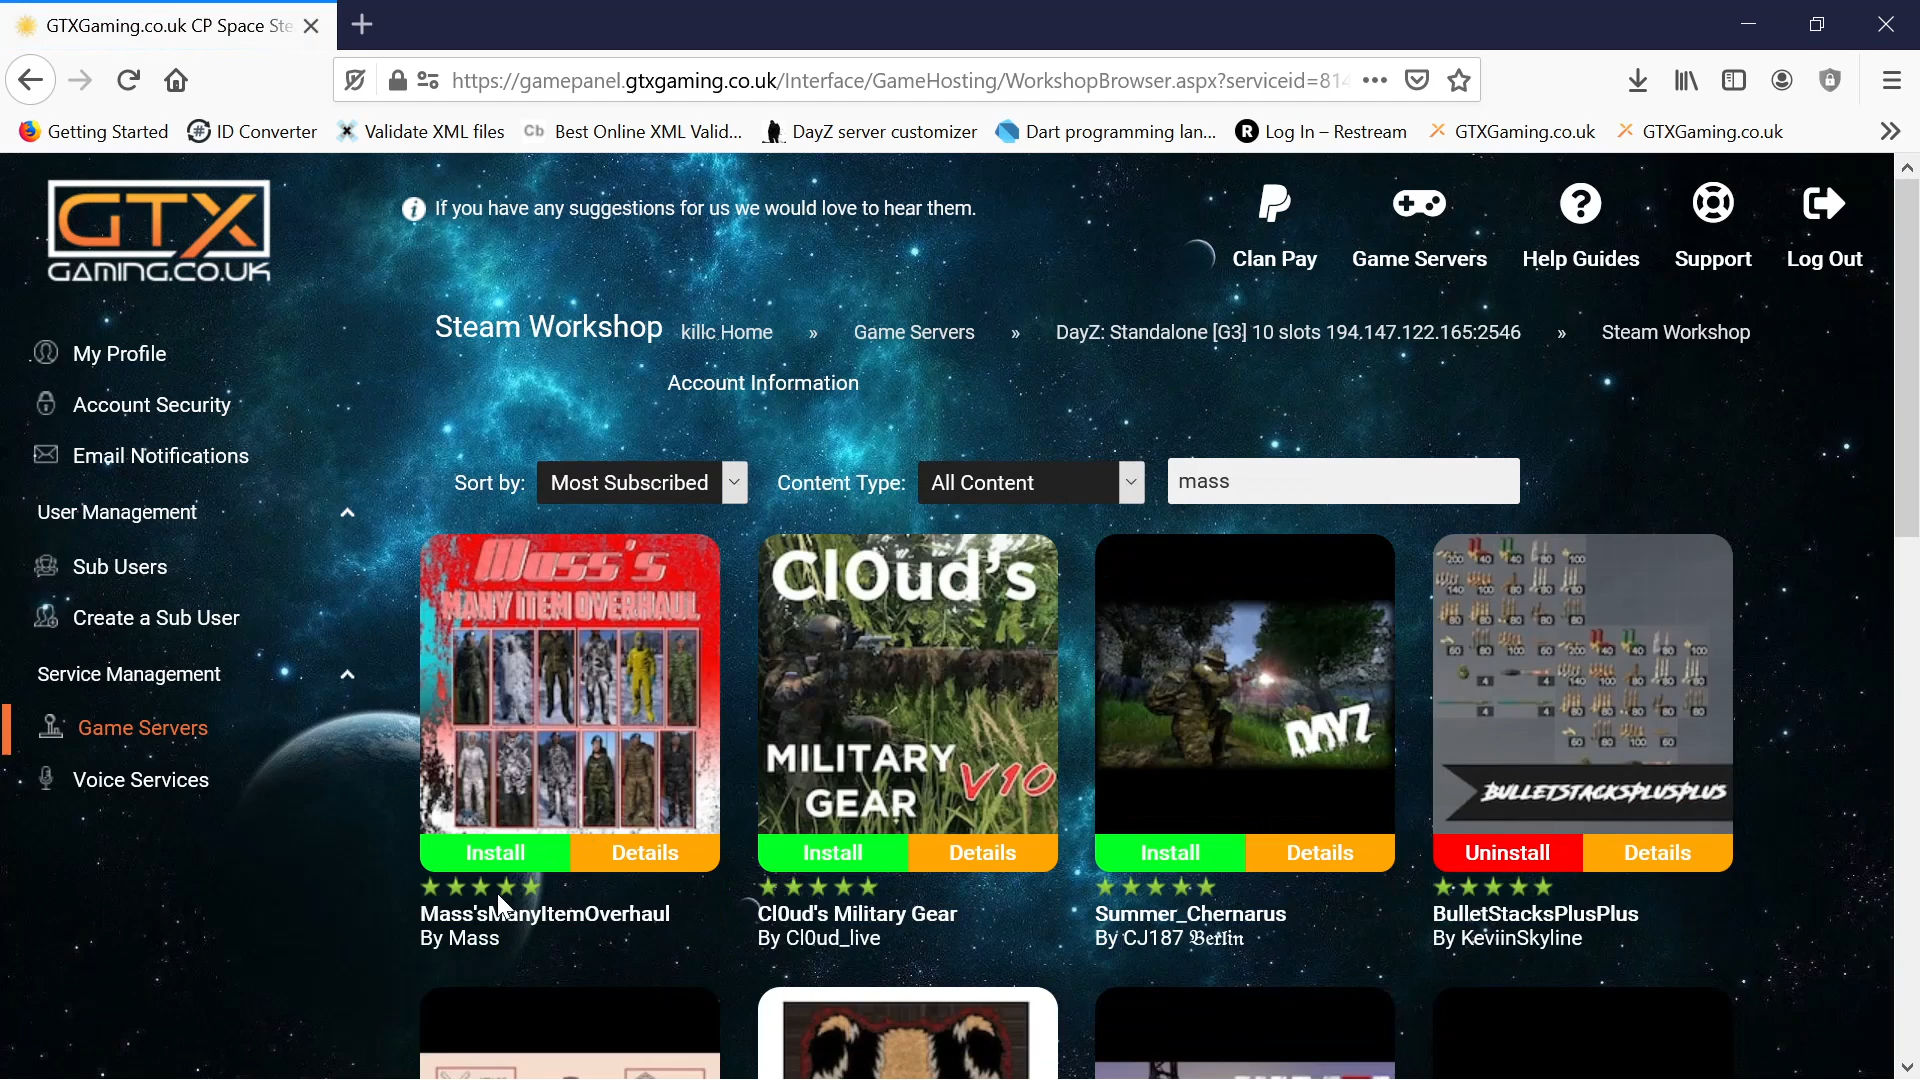 GTXGaming.co.uk CP Space Ste
https://gamepanel.gtxgaming.co.uk/Interface/GameHosting/WorkshopBrowser.aspx?serviceid=814
Getting Started
ID Converter
Validate XML files
Cb Best Online XML Valid...
DayZ server customizer
Dart programming lan...
R Log In – Restream
GTXGaming.co.uk
GTXGaming.co.uk
GTX
GAMING.CO.UK
If you have any suggestions for us we would love to hear them.
Clan Pay
Game Servers
Help Guides
Support
Log Out
Steam Workshop
killc Home » Game Servers » DayZ: Standalone [G3] 10 slots 194.147.122.165:2546 » Steam Workshop
Account Information
My Profile
Account Security
Email Notifications
User Management
Sub Users
Create a Sub User
Service Management
Game Servers
Voice Services
Sort by: Most Subscribed
Content Type: All Content
mass
Mass's
MANY ITEM OVERHAUL
Install Details
Mass'sManyItemOverhaul
By Mass
Cl0ud's
MILITARY
GEAR
V10
Install Details
Cl0ud's Military Gear
By Cl0ud_live
DAYZ
Install Details
Summer_Chernarus
By CJ187 𝕭𝖊𝖗𝖑𝖎𝖓
BULLETSTACKSPLUSPLUS
Uninstall Details
BulletStacksPlusPlus
By KeviinSkyline